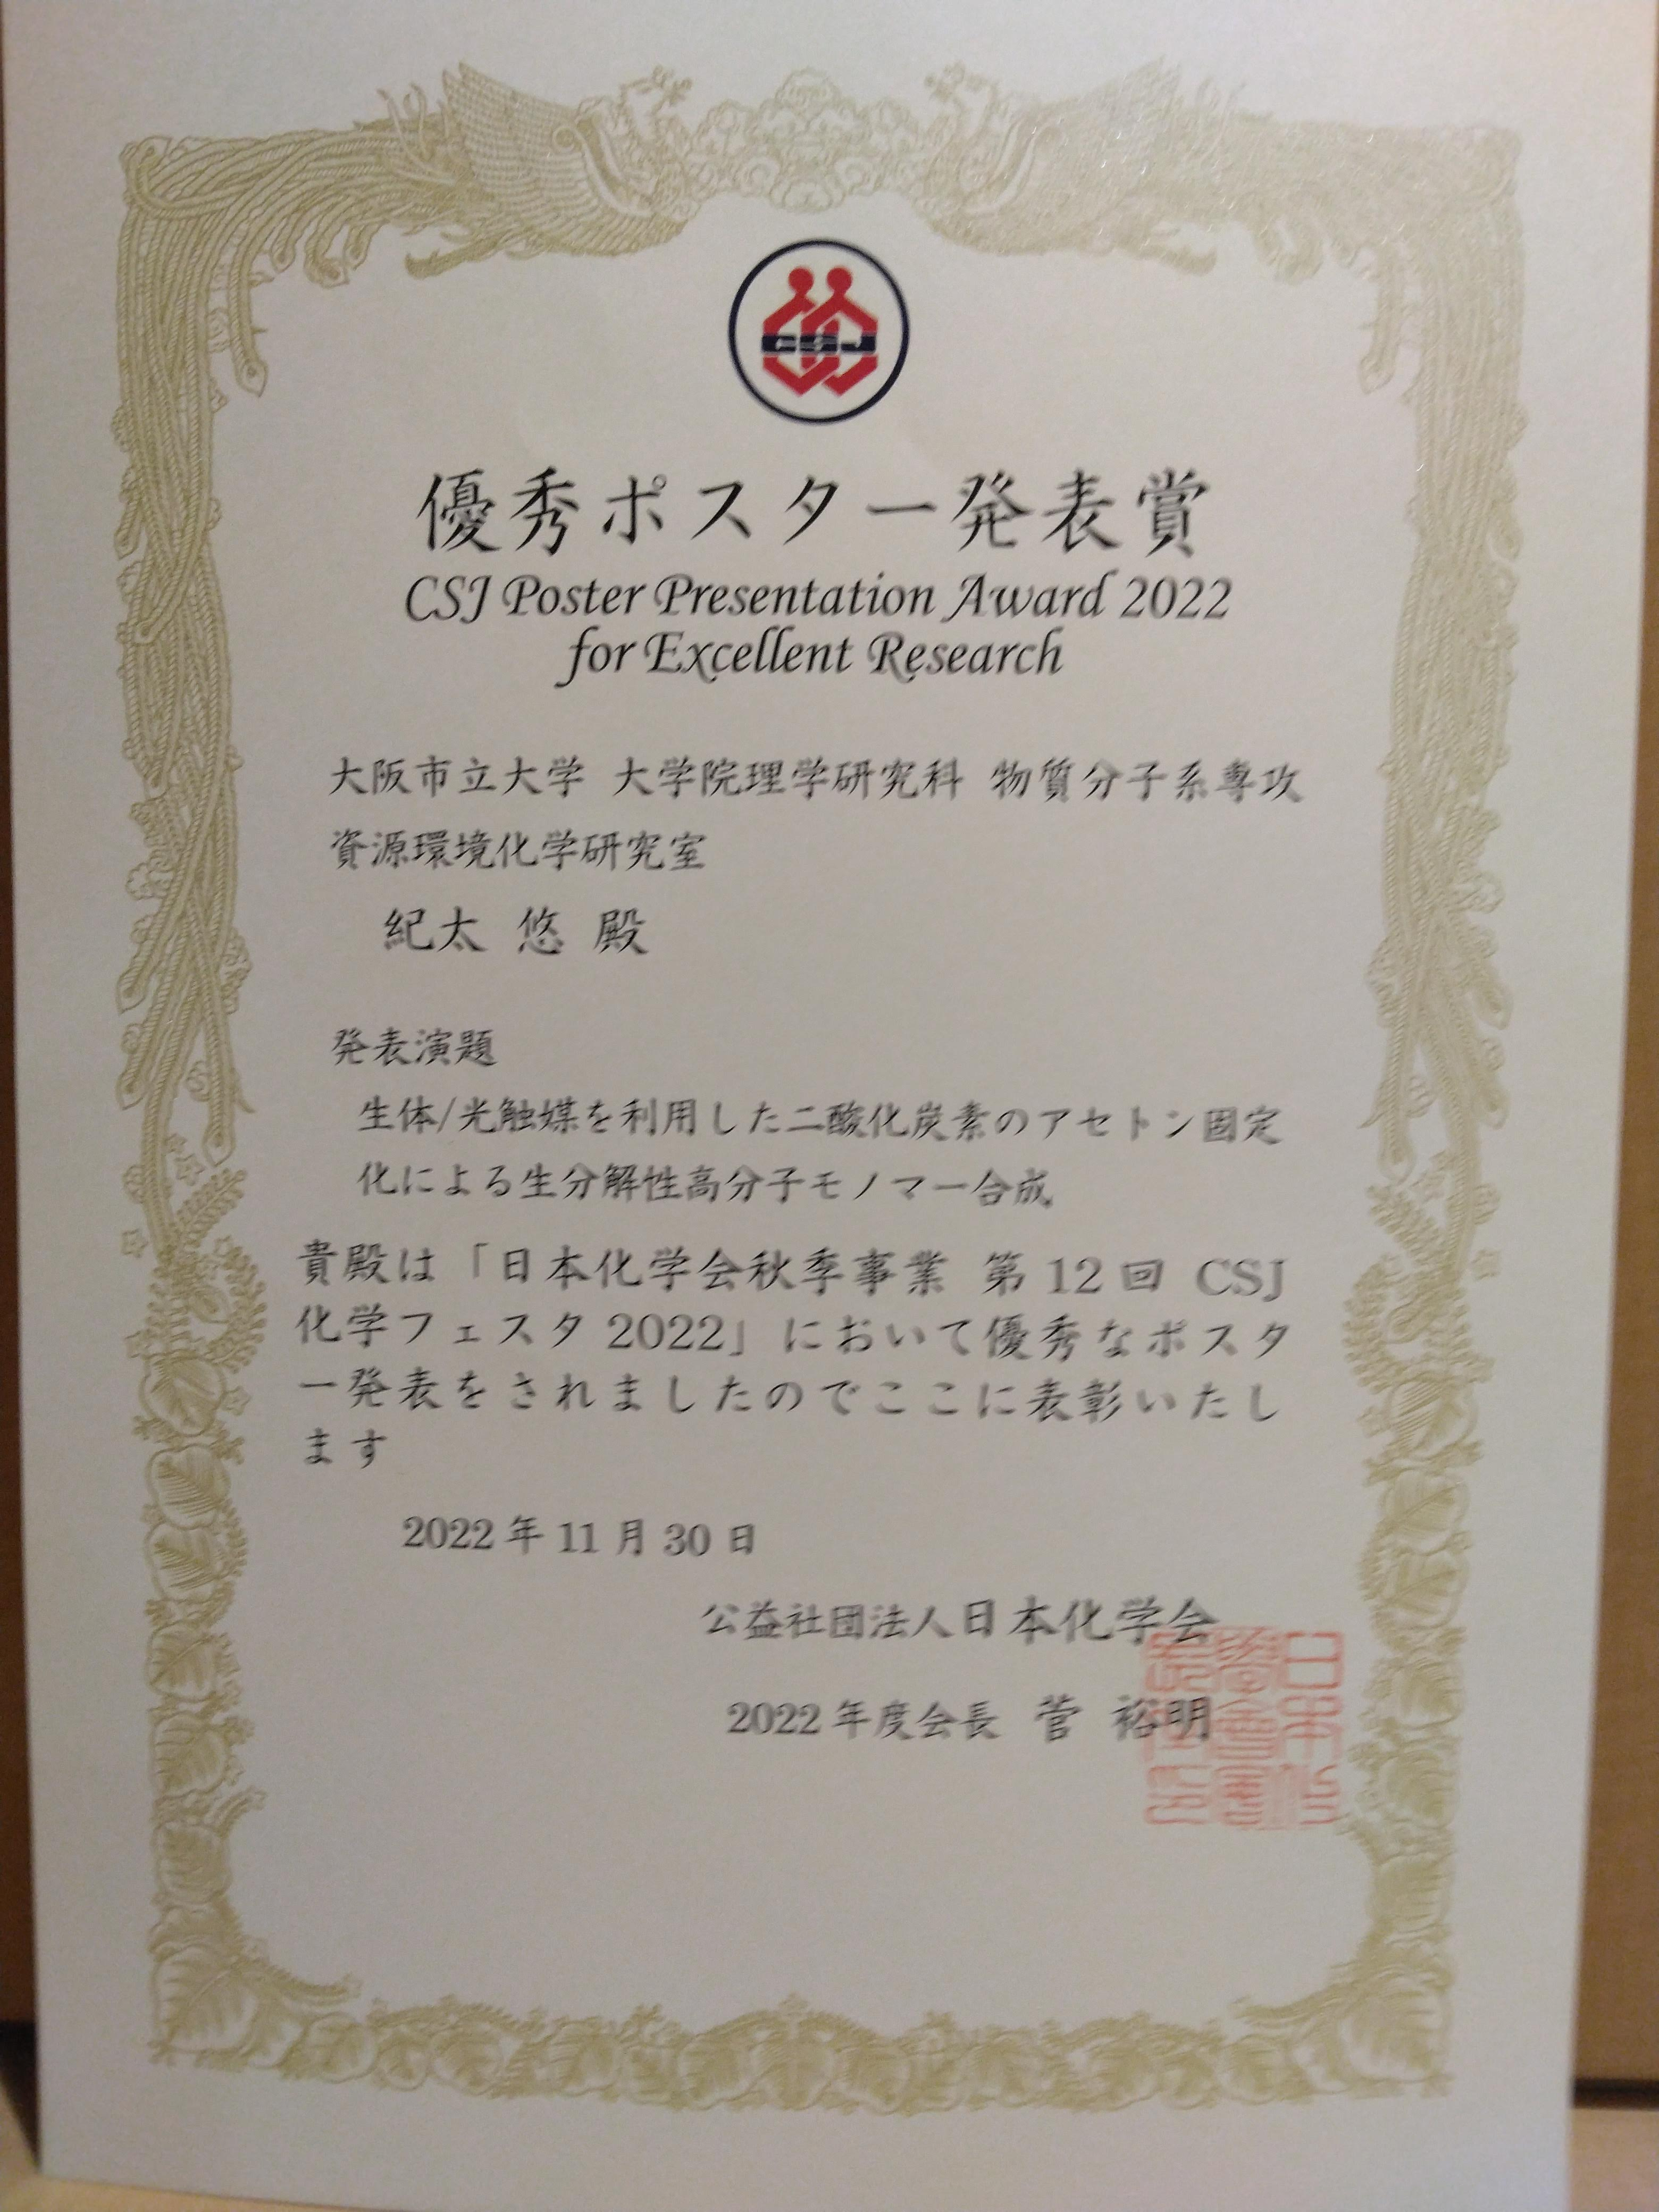 CSJ
優秀ポスター発表賞
CSJ Poster Presentation Award 2022
for Excellent Research
大阪市立大学 大学院理学研究科 物質分子系専攻
資源環境化学研究室
紀太 悠 殿
発表演題
生体/光触媒を利用した二酸化炭素のアセトン固定
化による生分解性高分子モノマー合成
貴殿は「日本化学会秋季事業 第12回 CSJ
化学フェスタ 2022」において優秀なポスタ
ー発表をされましたのでここに表彰いたし
ます
2022年11月30日
公益社団法人日本化学会
2022年度会長 菅 裕明